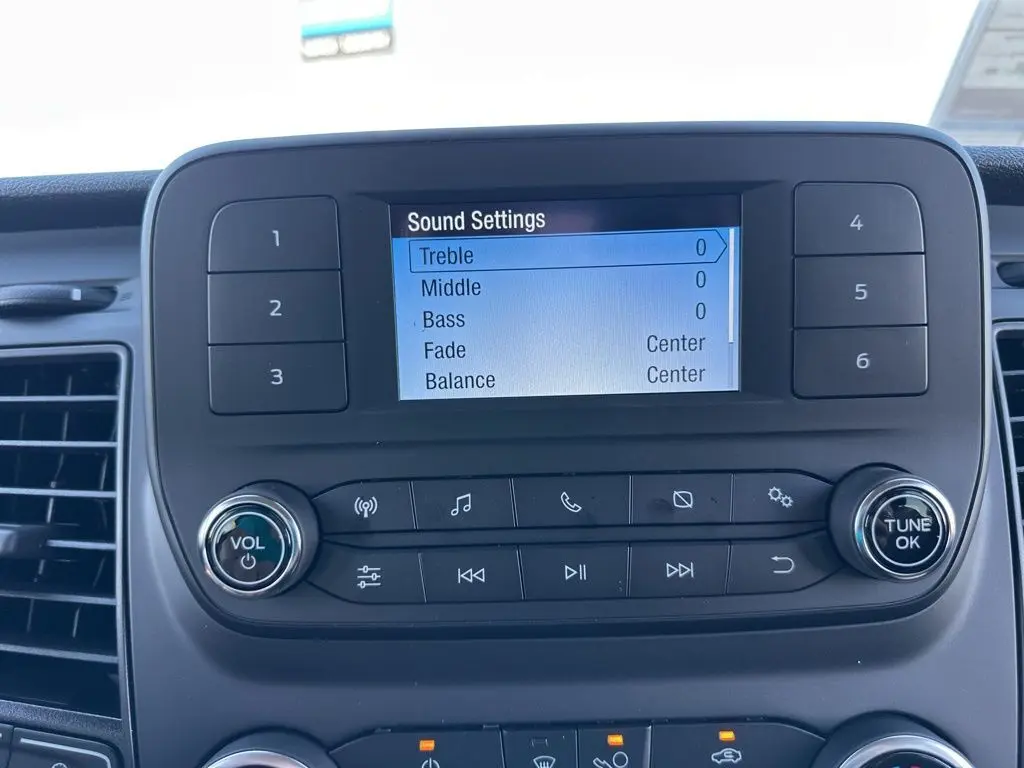 Sound Settings
Treble 0
Middle 0
Bass 0
Fade Center
Balance Center
1
2
3
4
5
6
VOL
TUNE
OK